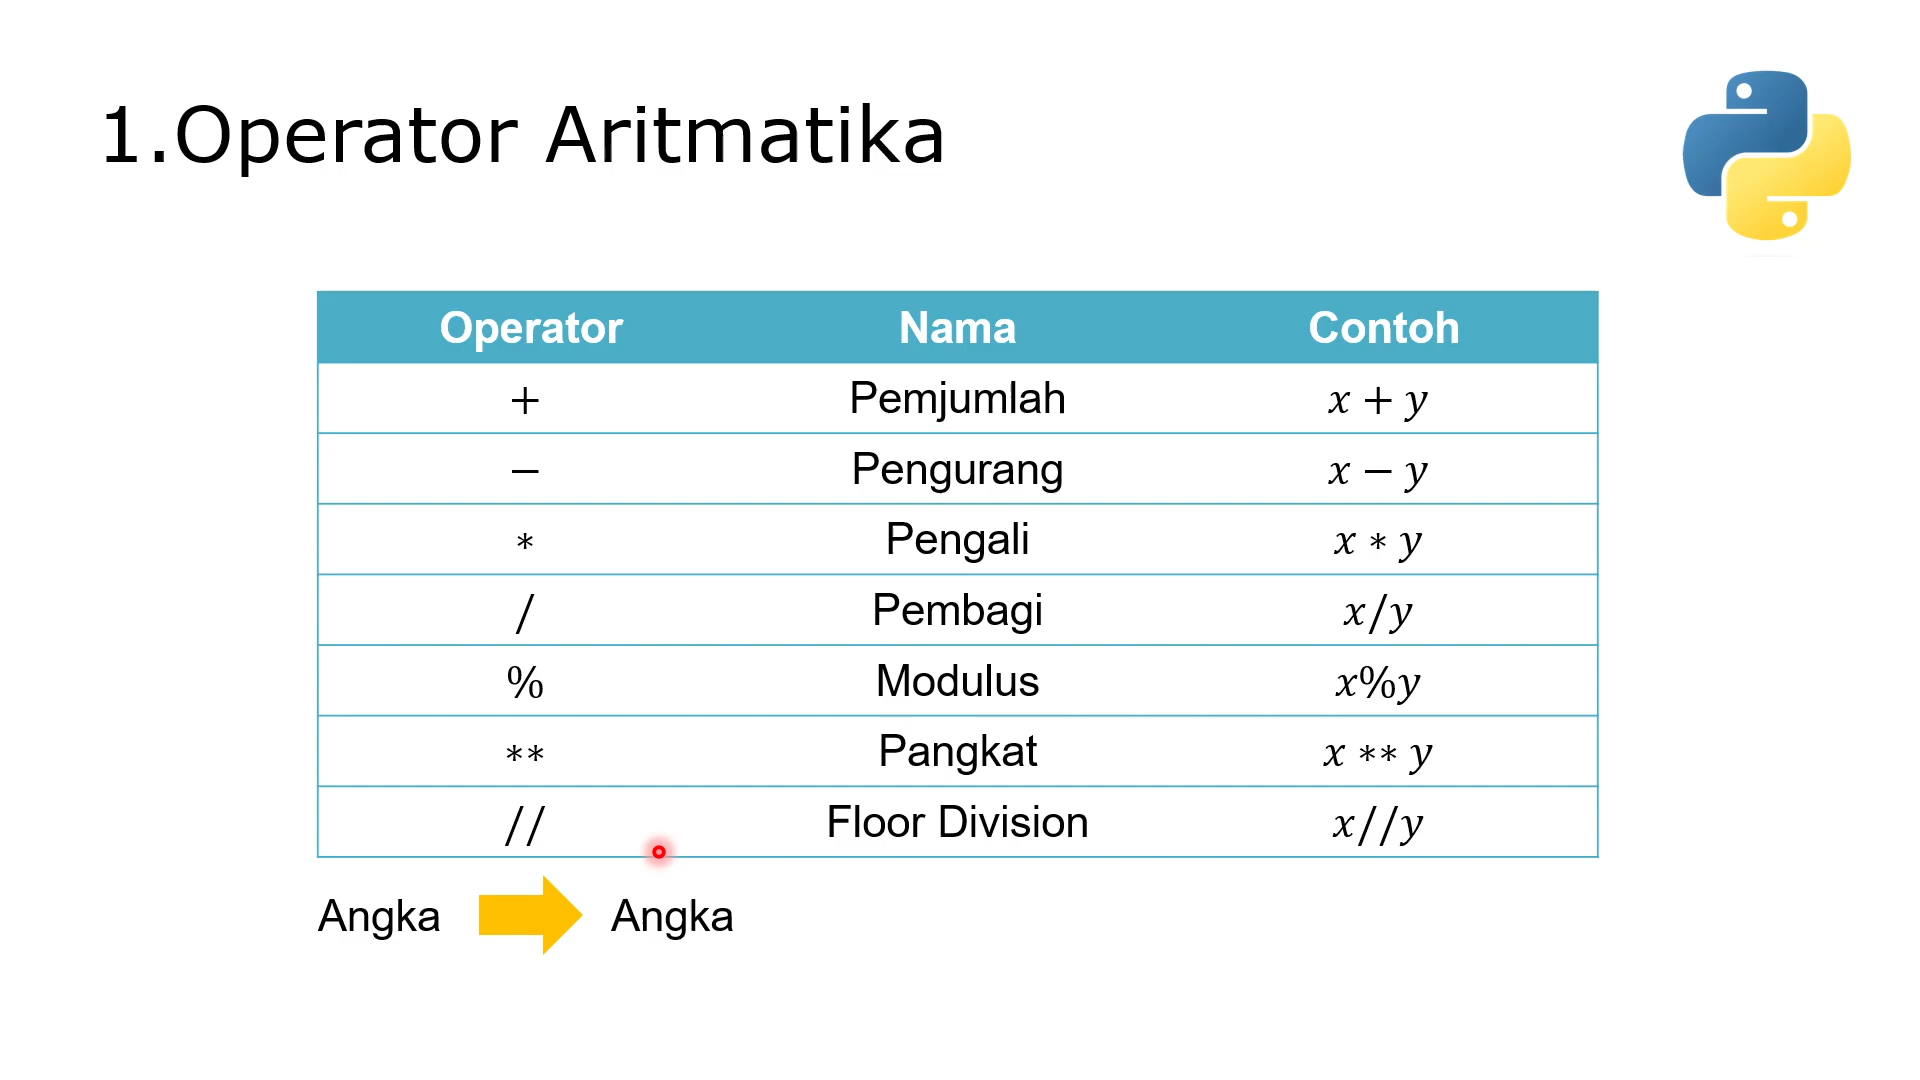 1.Operator Aritmatika
Operator Nama Contoh
+ Pemjumlah x + y
− Pengurang x − y
* Pengali x * y
/ Pembagi x/y
% Modulus x%y
** Pangkat x ** y
// Floor Division x//y
Angka Angka